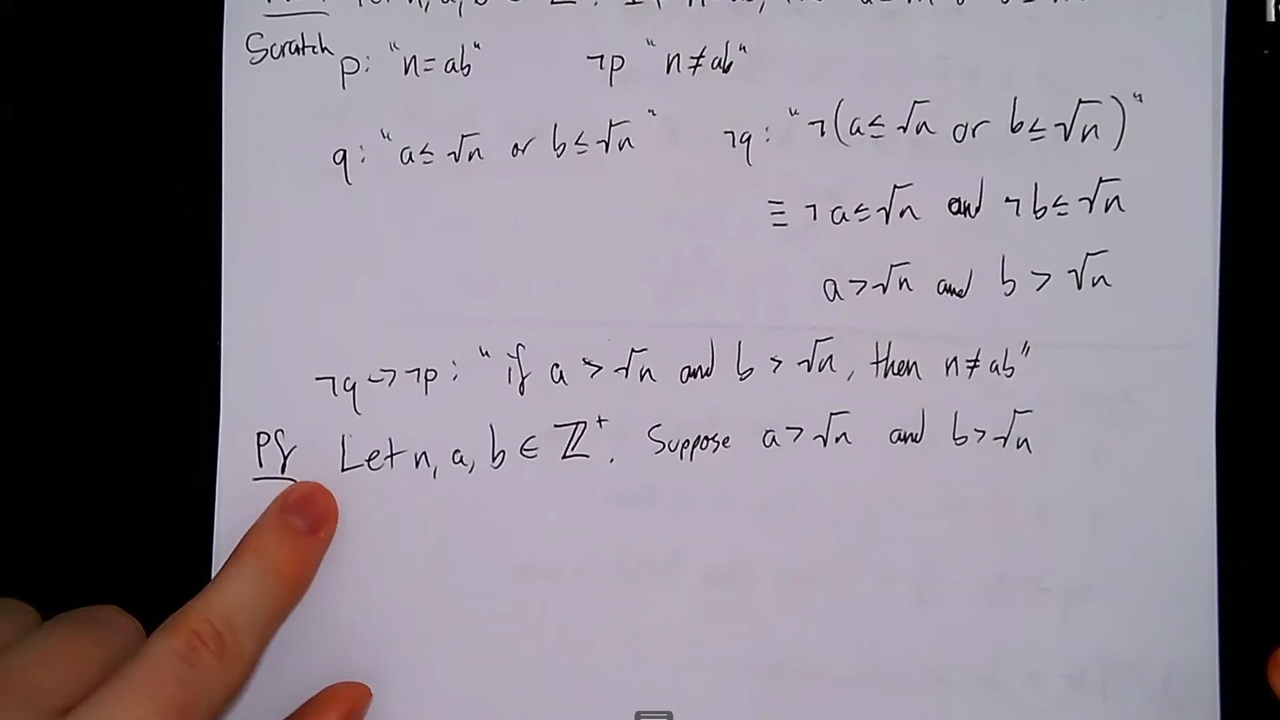 Scratch p: "n = ab" ¬p "n ≠ ab"
q: "a ≤ √n or b ≤ √n" ¬q: "¬(a ≤ √n or b ≤ √n)"
≡ ¬ a ≤ √n and ¬ b ≤ √n
a > √n and b > √n
¬q → ¬p: "if a > √n and b > √n, then n ≠ ab"
Pf Let n, a, b ∈ ℤ⁺. Suppose a > √n and b > √n